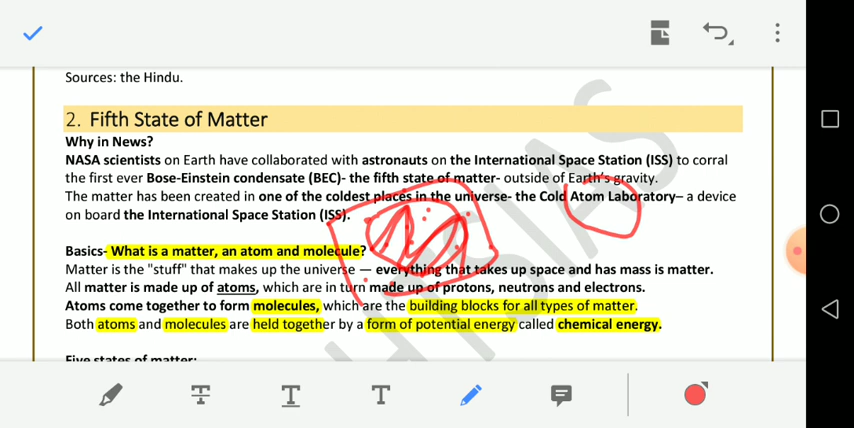 Sources: the Hindu.
2. Fifth State of Matter
Why in News?
NASA scientists on Earth have collaborated with astronauts on the International Space Station (ISS) to corral
the first ever Bose-Einstein condensate (BEC)- the fifth state of matter- outside of Earth's gravity.
The matter has been created in one of the coldest places in the universe- the Cold Atom Laboratory– a device
on board the International Space Station (ISS).
Basics- What is a matter, an atom and molecule?
Matter is the "stuff" that makes up the universe — everything that takes up space and has mass is matter.
All matter is made up of atoms, which are in turn made up of protons, neutrons and electrons.
Atoms come together to form molecules, which are the building blocks for all types of matter.
Both atoms and molecules are held together by a form of potential energy called chemical energy.
Five states of matter:
T
T
T